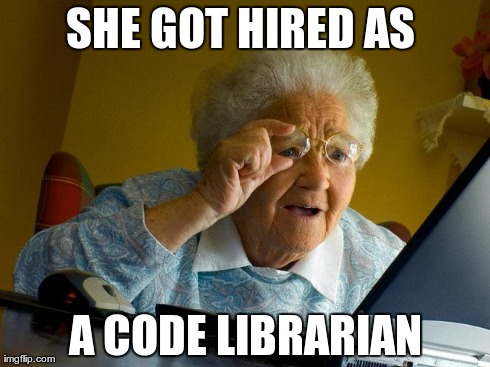 SHE GOT HIRED AS
A CODE LIBRARIAN
imgflip.com